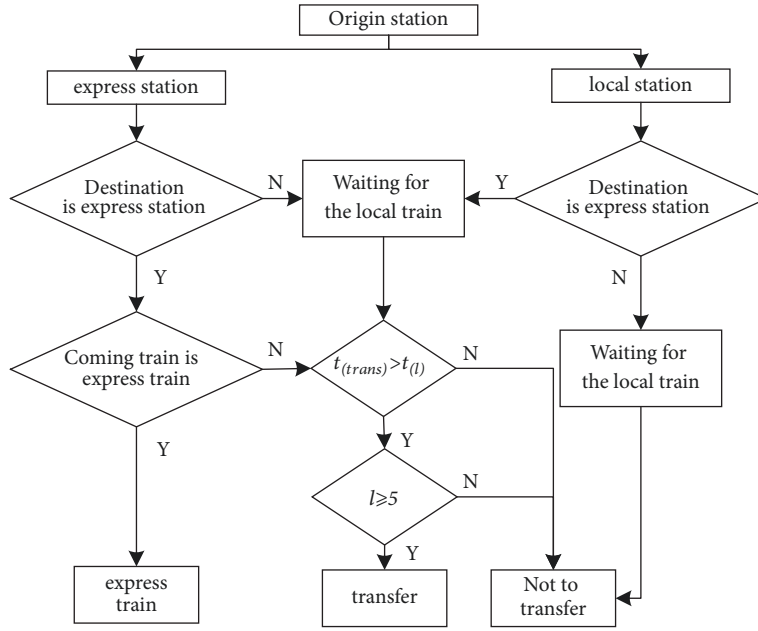 Origin station
express station
local station
Destination
is express station
N
Waiting for
the local train
Y
Destination
is express station
Y
N
Coming train is
express train
N
t(trans)>t(l)
N
Waiting for
the local train
Y
Y
l⩾5
N
Y
express
train
transfer
Not to
transfer